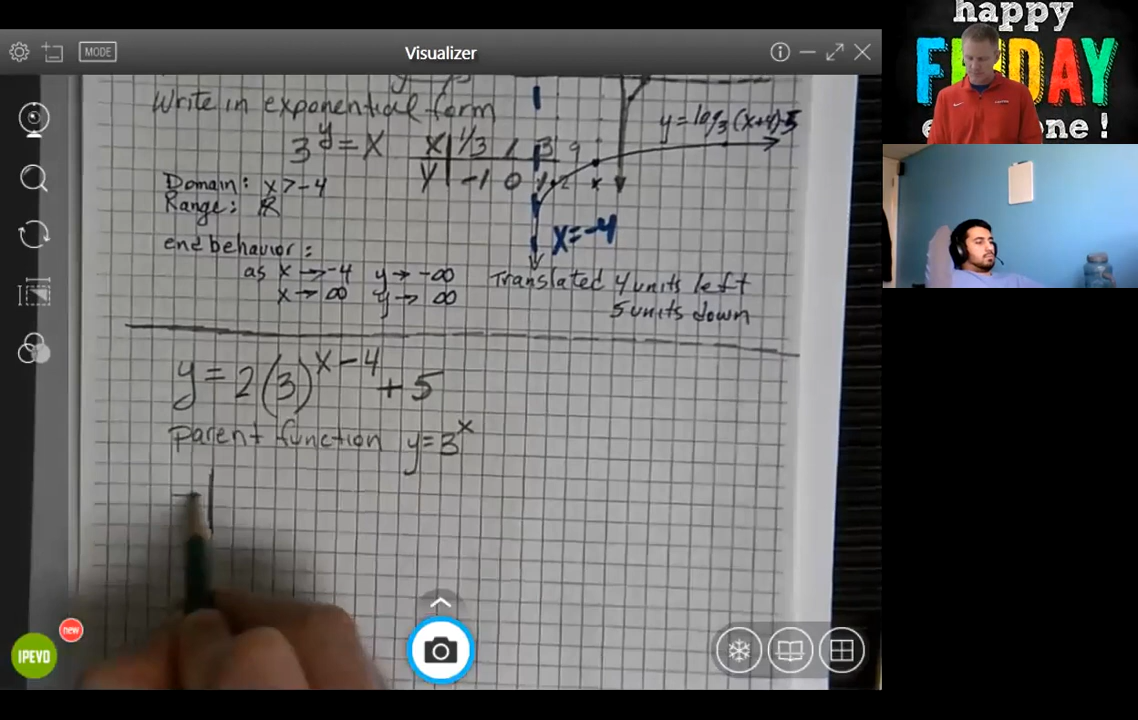 Visualizer
MODE
Write in exponential form
3^y = X
X | 1/3 1 3 9
Y | -1 0 1 2
y = log₃(x+4)-5
Domain: x > -4
Range: ℝ
x = -4
end behavior:
as x → -4 y → -∞
x → ∞ y → ∞
Translated 4 units left
5 units down
y = 2(3)^(x-4) + 5
parent function y = 3^x
new
IPEVO
happy
FRIDAY
!